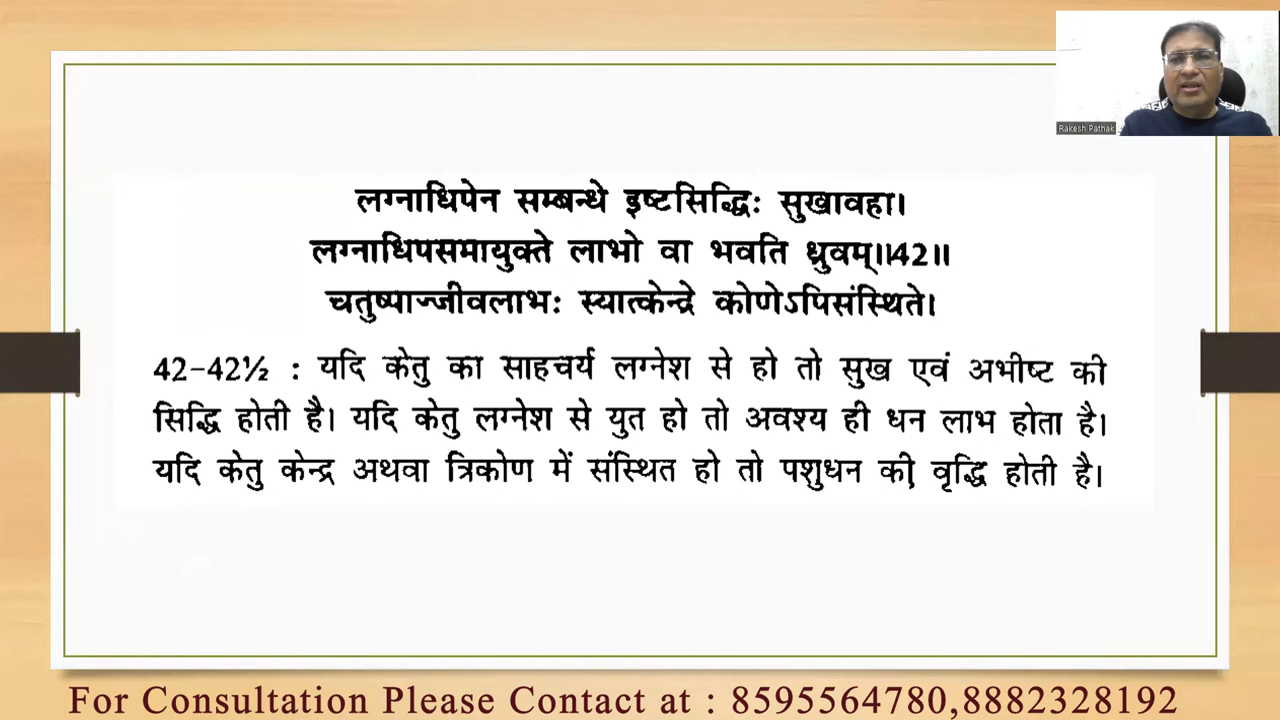 Rakesh Pathak
लग्नाधिपेन सम्बन्धे इष्टसिद्धिः सुखावहा।
लग्नाधिपसमायुक्ते लाभो वा भवति ध्रुवम्॥42॥
चतुष्पाज्जीवलाभः स्यात्केन्द्रे कोणेऽपिसंस्थिते।
42-42½ : यदि केतु का साहचर्य लग्नेश से हो तो सुख एवं अभीष्ट की
सिद्धि होती है। यदि केतु लग्नेश से युत हो तो अवश्य ही धन लाभ होता है।
यदि केतु केन्द्र अथवा त्रिकोण में संस्थित हो तो पशुधन की वृद्धि होती है।
For Consultation Please Contact at : 8595564780,8882328192